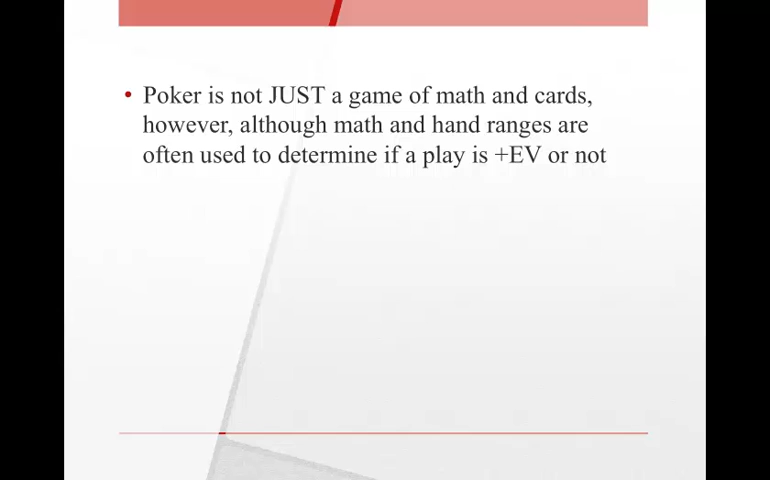 • Poker is not JUST a game of math and cards,
however, although math and hand ranges are
often used to determine if a play is +EV or not